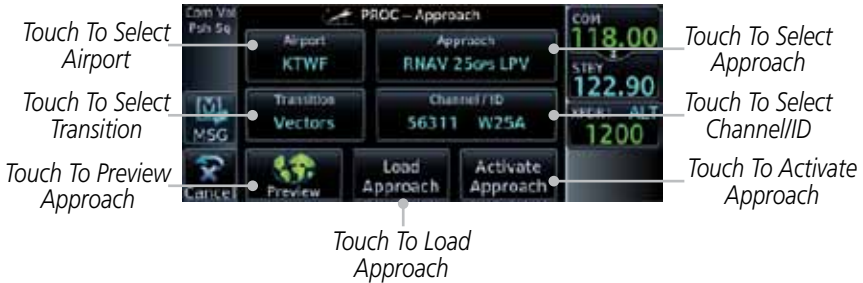 Com Vol
Psh Sq
PROC – Approach
COM
118.00
STBY
122.90
XPDR1 ALT
1200
Airport
KTWF
Approach
RNAV 25GPS LPV
Transition
Vectors
Channel / ID
56311 W25A
MSG
Cancel
Preview
Load
Approach
Activate
Approach
Touch To Select
Airport
Touch To Select
Transition
Touch To Preview
Approach
Touch To Load
Approach
Touch To Select
Approach
Touch To Select
Channel/ID
Touch To Activate
Approach